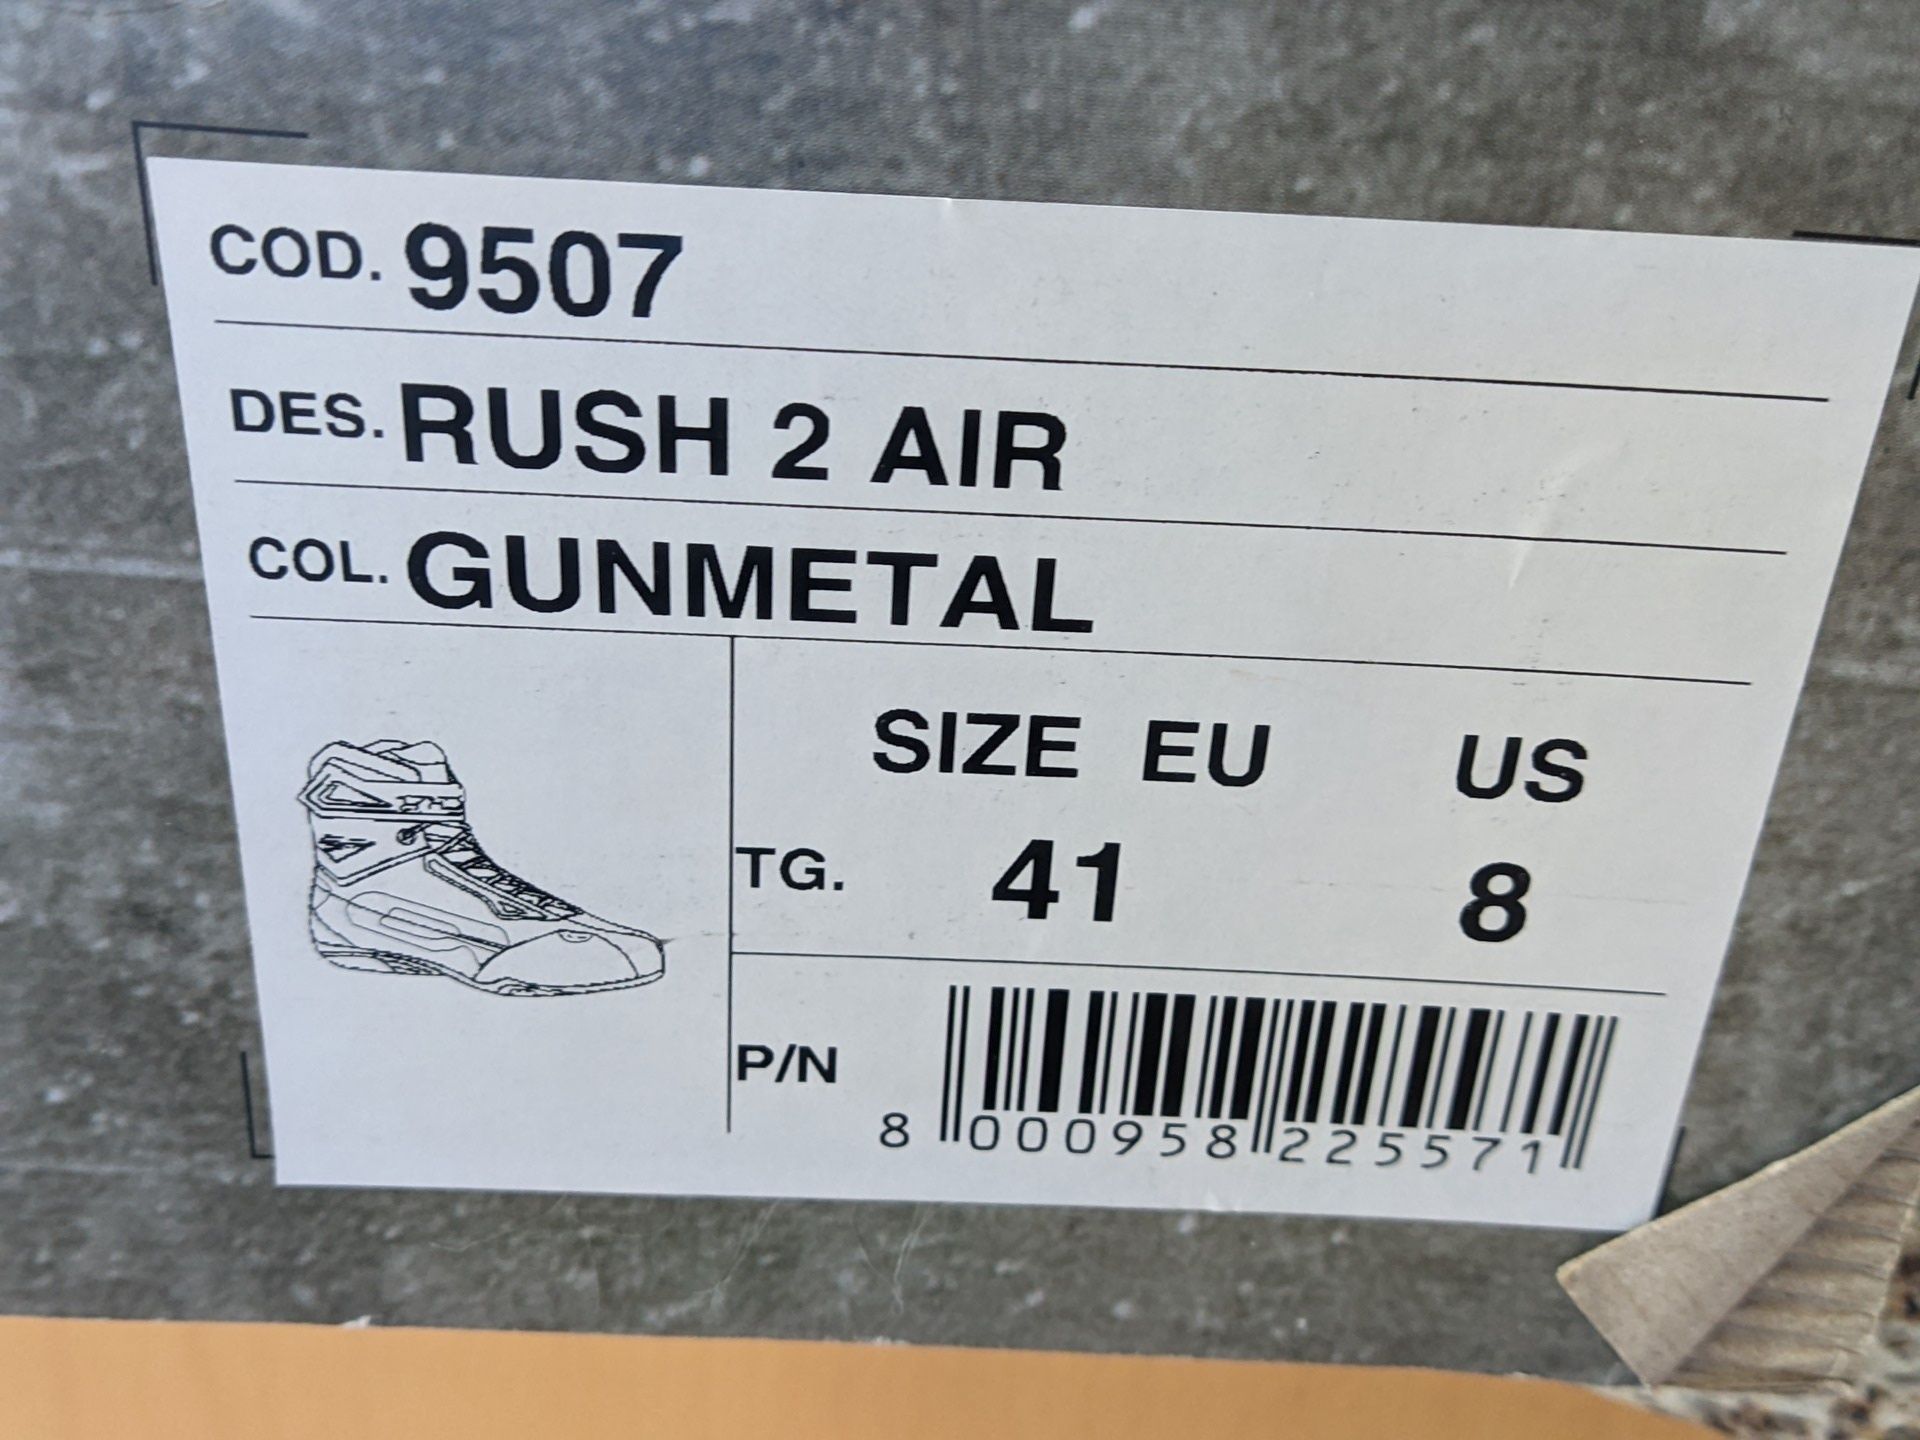 COD. 9507
DES. RUSH 2 AIR
COL. GUNMETAL
SIZE EU US
TG. 41 8
P/N
8 000958 225571